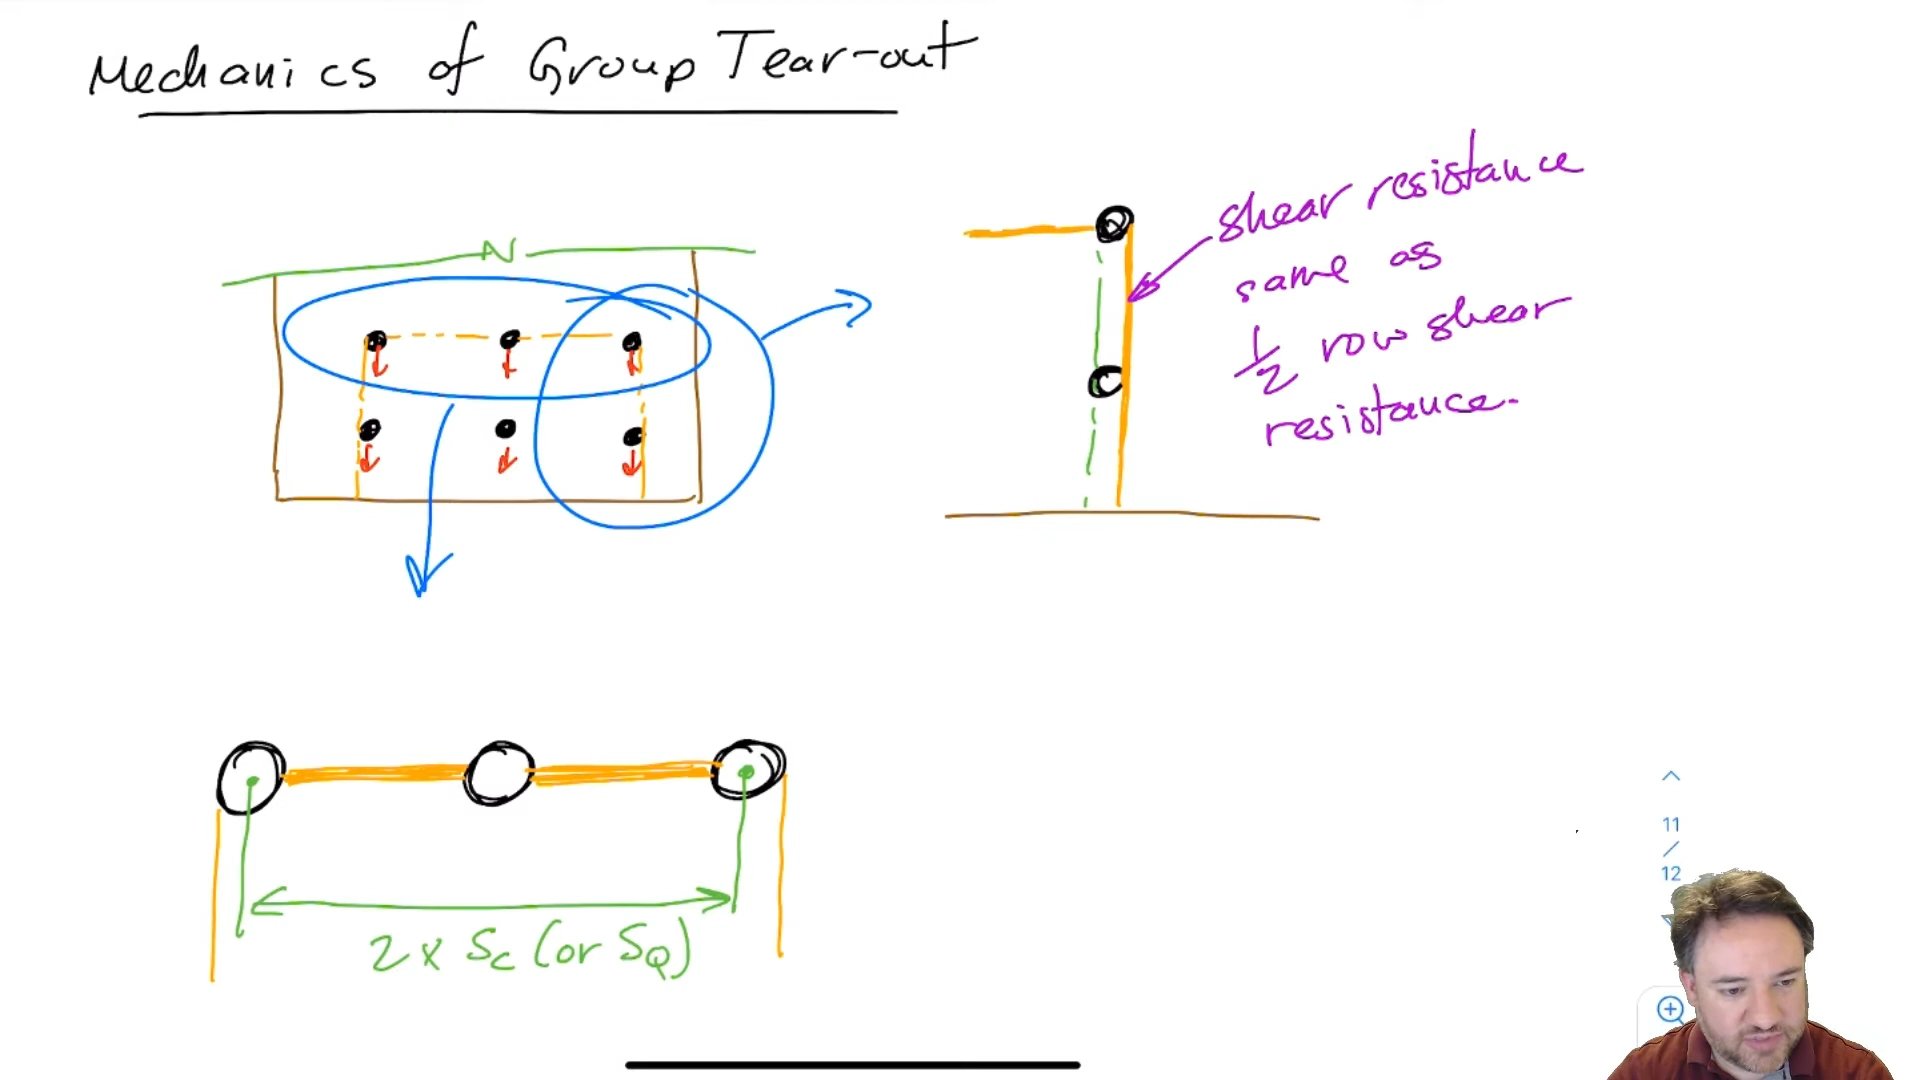 Mechanics of Group Tear-out
shear resistance
same as
1/2 row shear
resistance.
2 x Sc (or SQ)
11
/
12